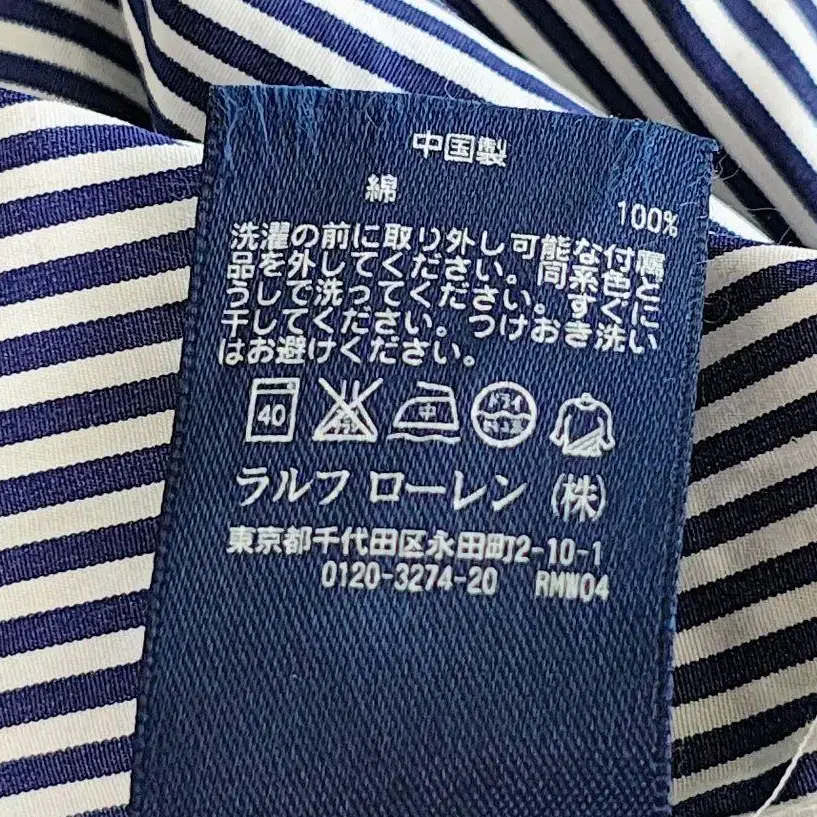 中国製
綿 100%
洗濯の前に取り外し可能な付属
品を外してください。同系色ど
うしで洗ってください。すぐに
干してください。つけおき洗い
はお避けください。
40 中 ドライ
ラルフ ローレン (株)
東京都千代田区永田町2-10-1
0120-3274-20 RMW04